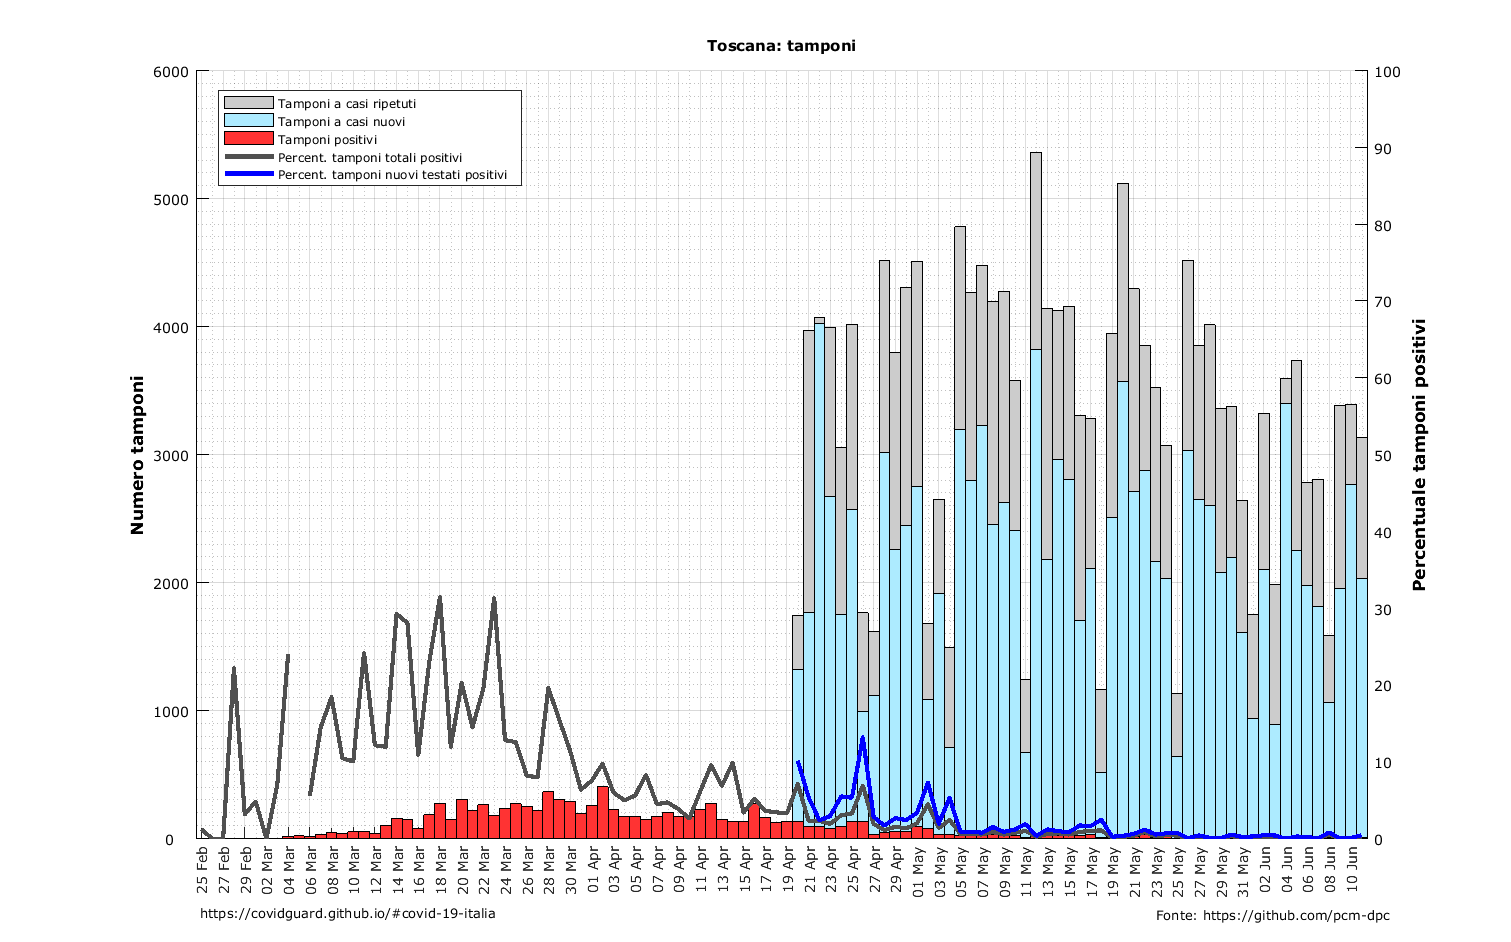 Toscana: tamponi
6000
5000
4000
3000
2000
1000
0
Numero tamponi
Tamponi a casi ripetuti
Tamponi a casi nuovi
Tamponi positivi
Percent. tamponi totali positivi
Percent. tamponi nuovi testati positivi
100
90
80
70
60
50
40
30
20
10
0
Percentuale tamponi positivi
25 Feb
27 Feb
29 Feb
02 Mar
04 Mar
06 Mar
08 Mar
10 Mar
12 Mar
14 Mar
16 Mar
18 Mar
20 Mar
22 Mar
24 Mar
26 Mar
28 Mar
30 Mar
01 Apr
03 Apr
05 Apr
07 Apr
09 Apr
11 Apr
13 Apr
15 Apr
17 Apr
19 Apr
21 Apr
23 Apr
25 Apr
27 Apr
29 Apr
01 May
03 May
05 May
07 May
09 May
11 May
13 May
15 May
17 May
19 May
21 May
23 May
25 May
27 May
29 May
31 May
02 Jun
04 Jun
06 Jun
08 Jun
10 Jun
https://covidguard.github.io/#covid-19-italia
Fonte: https://github.com/pcm-dpc